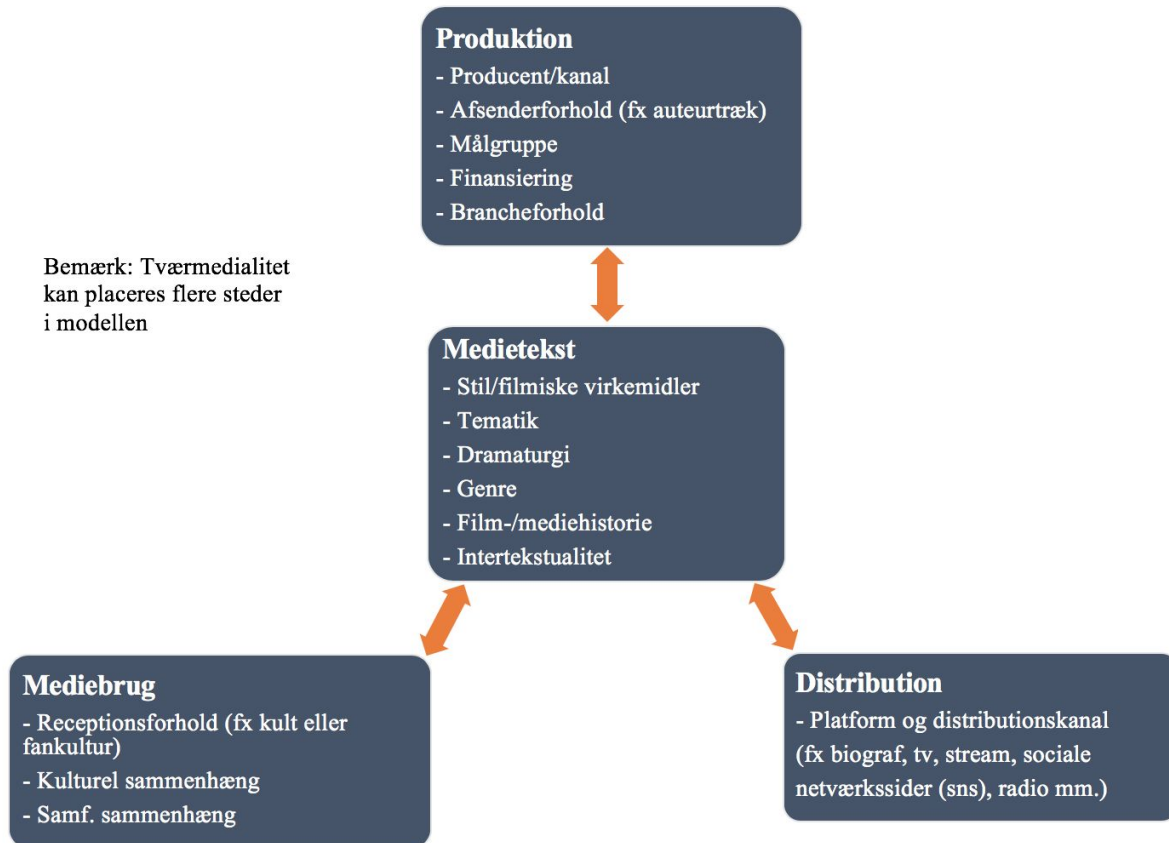 Produktion
- Producent/kanal
- Afsenderforhold (fx auteurtræk)
- Målgruppe
- Finansiering
- Brancheforhold
Bemærk: Tværmedialitet
kan placeres flere steder
i modellen
Medietekst
- Stil/filmiske virkemidler
- Tematik
- Dramaturgi
- Genre
- Film-/mediehistorie
- Intertekstualitet
Mediebrug
- Receptionsforhold (fx kult eller
fankultur)
- Kulturel sammenhæng
- Samf. sammenhæng
Distribution
- Platform og distributionskanal
(fx biograf, tv, stream, sociale
netværkssider (sns), radio mm.)